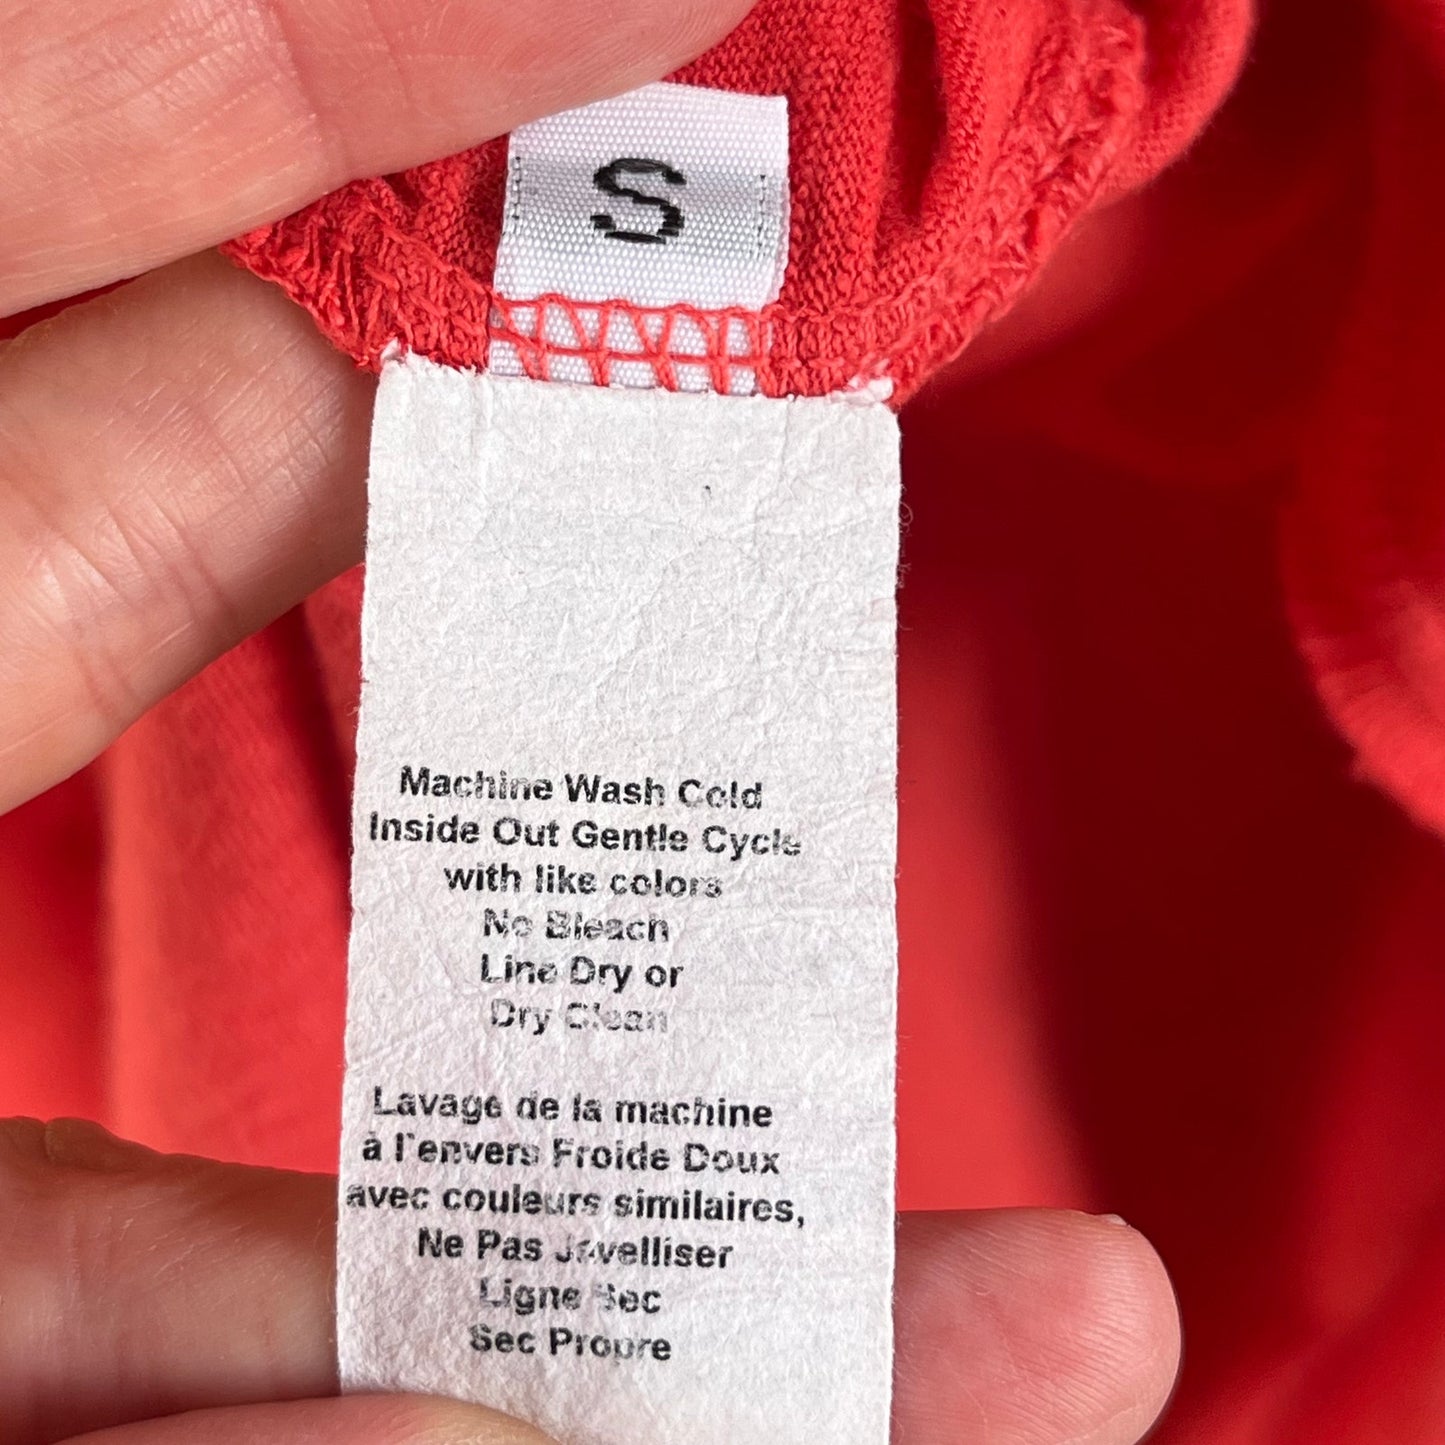 S
Machine Wash Cold
Inside Out Gentle Cycle
with like colors
No Bleach
Line Dry or
Dry Clean
Lavage de la machine
à l'envers Froide Doux
avec couleurs similaires,
Ne Pas Javelliser
Ligne Sec
Sec Propre